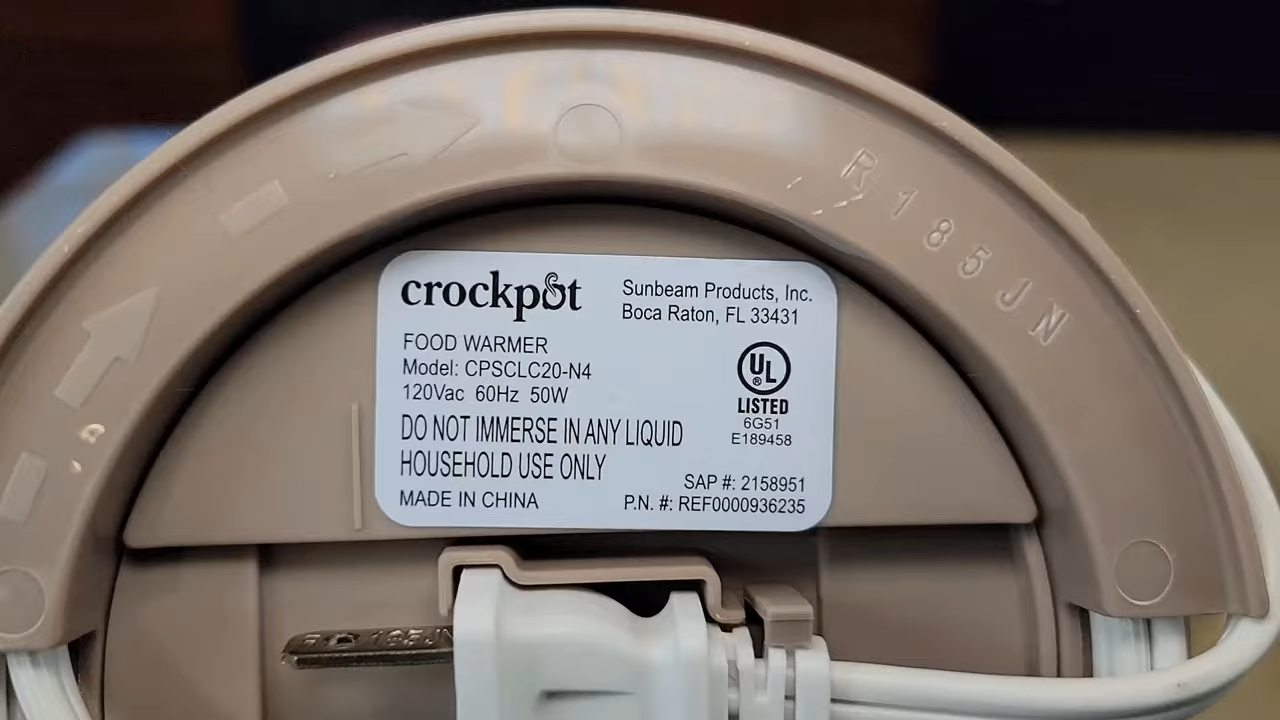 crockpot
Sunbeam Products, Inc.
Boca Raton, FL 33431
FOOD WARMER
Model: CPSCLC20-N4
120Vac 60Hz 50W
DO NOT IMMERSE IN ANY LIQUID
HOUSEHOLD USE ONLY
MADE IN CHINA
UL
®
LISTED
6G51
E189458
SAP #: 2158951
P.N. #: REF0000936235
R185JN
R 185JN